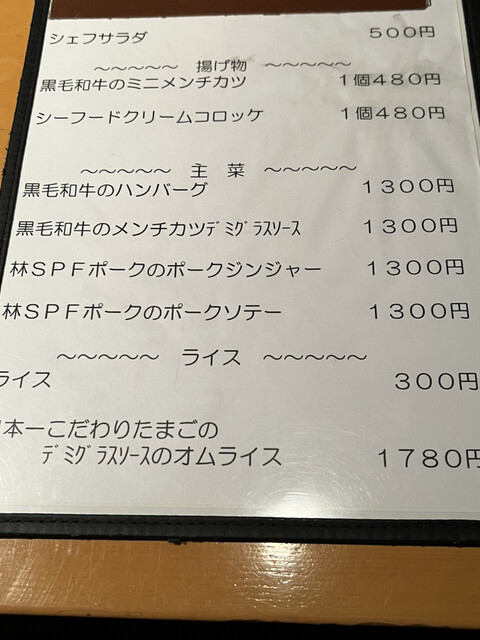 シェフサラダ 500円
~~~~~ 揚げ物 ~~~~~
黒毛和牛のミニメンチカツ 1個480円
シーフードクリームコロッケ 1個480円
~~~~~ 主 菜 ~~~~~
黒毛和牛のハンバーグ 1300円
黒毛和牛のメンチカツデミグラスソース 1300円
林SPFポークのポークジンジャー 1300円
林SPFポークのポークソテー 1300円
~~~~~ ライス ~~~~~
ライス 300円
本一こだわりたまごの
デミグラスソースのオムライス 1780円